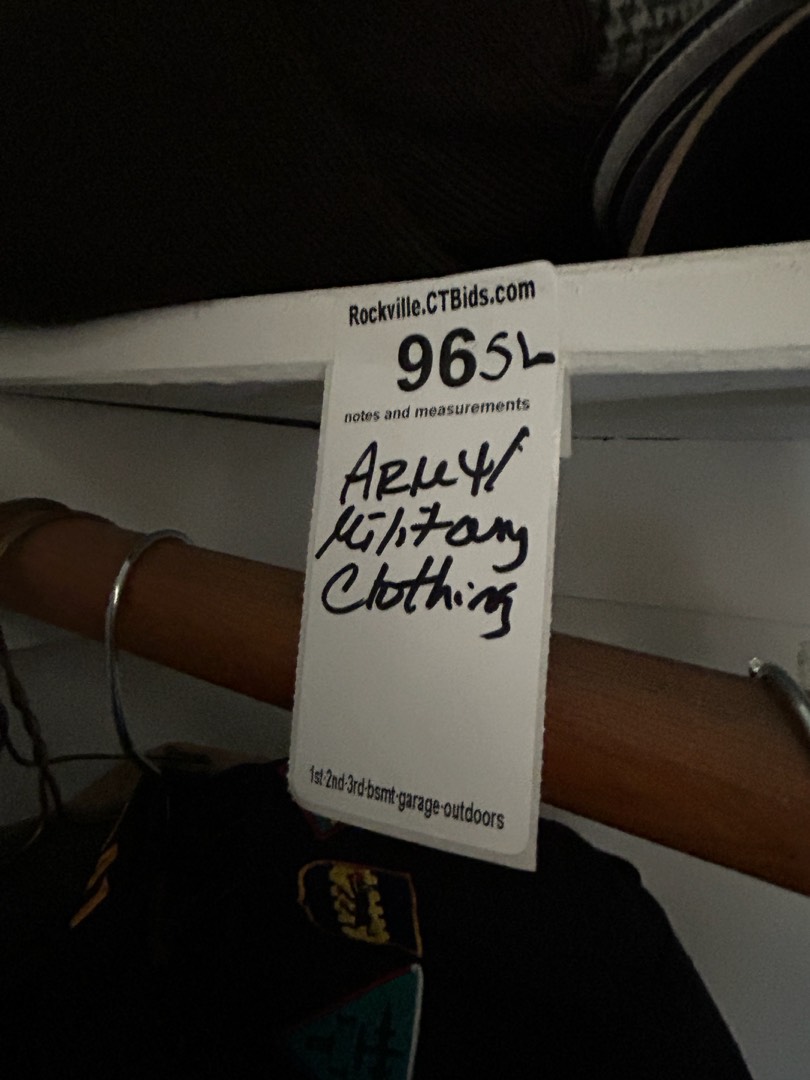 Rockville.CTBids.com
96SL
notes and measurements
ARMY/
Military
Clothing
1st-2nd-3rd-bsmt-garage-outdoors